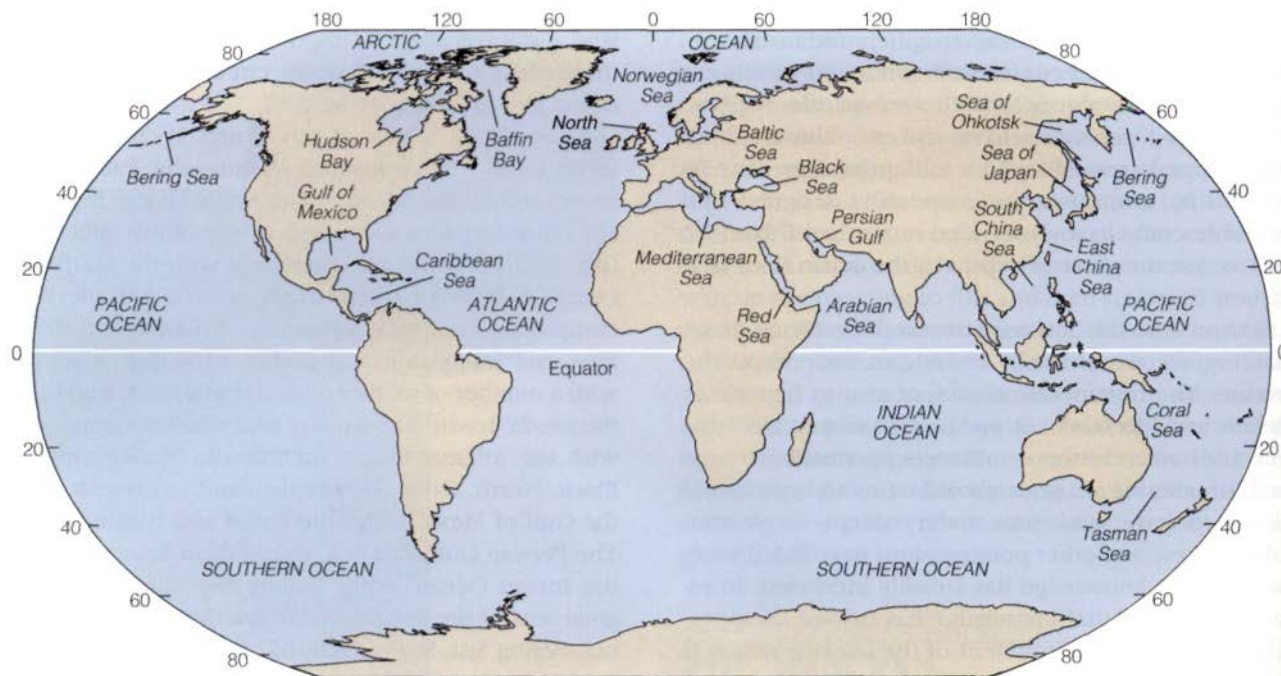 180 120 60 0 60 120 180
ARCTIC OCEAN
80 80
Norwegian
Sea
60 60
Sea of
Ohkotsk
North
Sea
Baltic
Sea
Hudson
Bay
Baffin
Bay
Sea of
Japan
Bering Sea
Black
Sea
Bering
Sea
40 40
Gulf of
Mexico
Persian
Gulf
South
China
Sea
East
China
Sea
Mediterranean
Sea
Caribbean
Sea
20 20
PACIFIC
OCEAN
ATLANTIC
OCEAN
Red
Sea
Arabian
Sea
PACIFIC
OCEAN
0 0
Equator
INDIAN
OCEAN
Coral
Sea
20 20
40 40
Tasman
Sea
SOUTHERN OCEAN SOUTHERN OCEAN
60 60
80 80